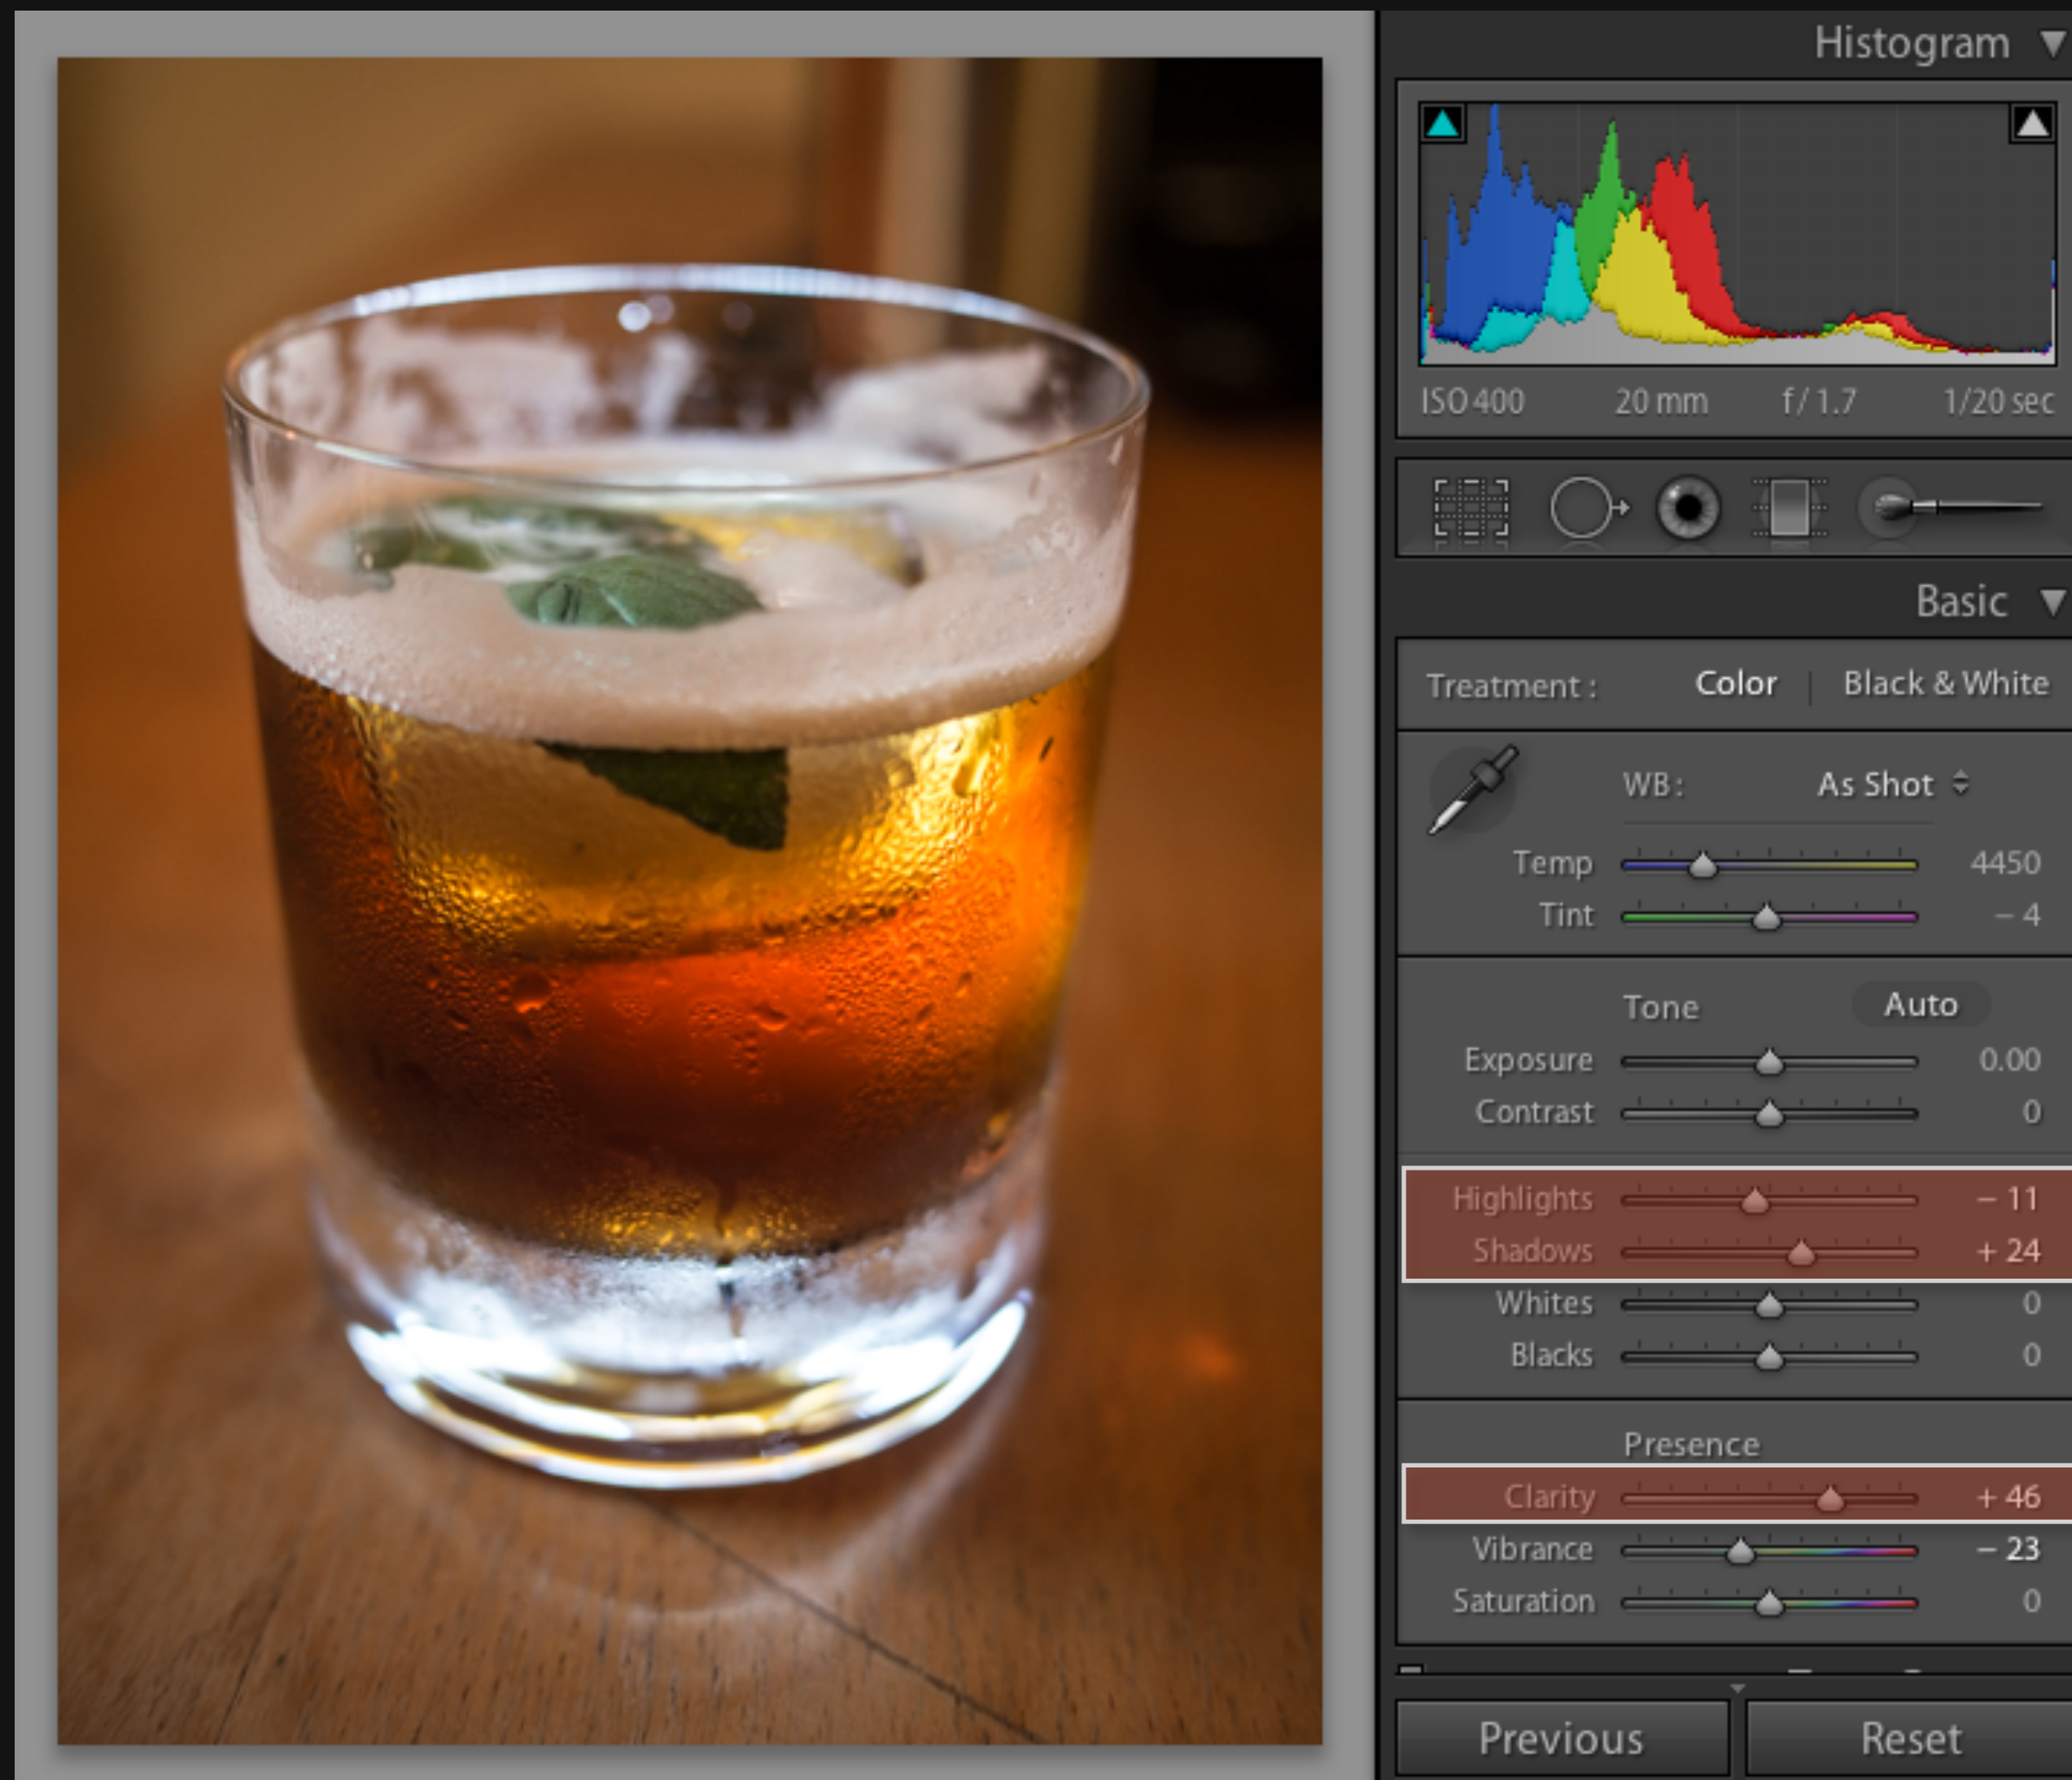 Histogram
ISO 400 20 mm f / 1.7 1/20 sec
Basic
Treatment : Color | Black & White
WB : As Shot
Temp 4450
Tint – 4
Tone Auto
Exposure 0.00
Contrast 0
Highlights – 11
Shadows + 24
Whites 0
Blacks 0
Presence
Clarity + 46
Vibrance – 23
Saturation 0
Previous Reset